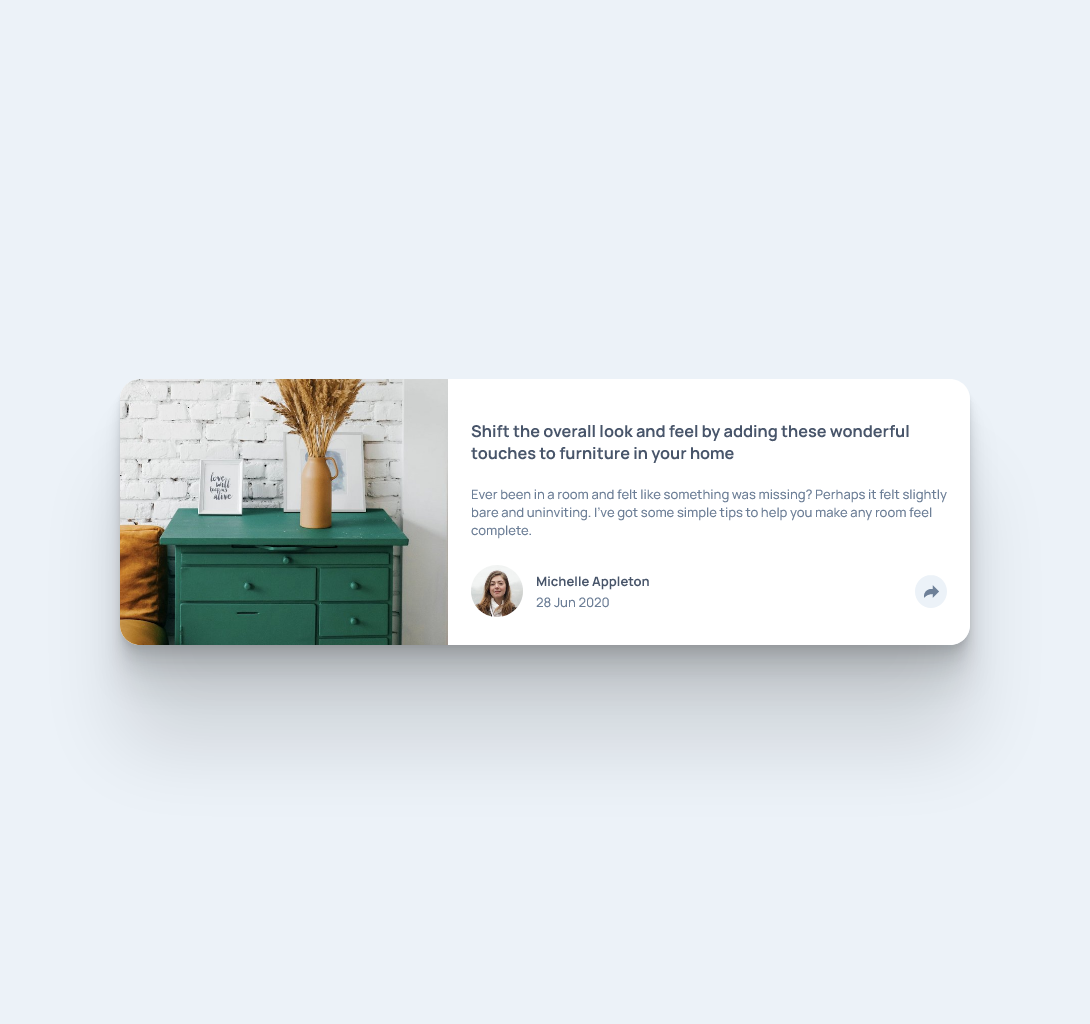 love
will
keep us
alive
Shift the overall look and feel by adding these wonderful
touches to furniture in your home
Ever been in a room and felt like something was missing? Perhaps it felt slightly
bare and uninviting. I've got some simple tips to help you make any room feel
complete.
Michelle Appleton
28 Jun 2020